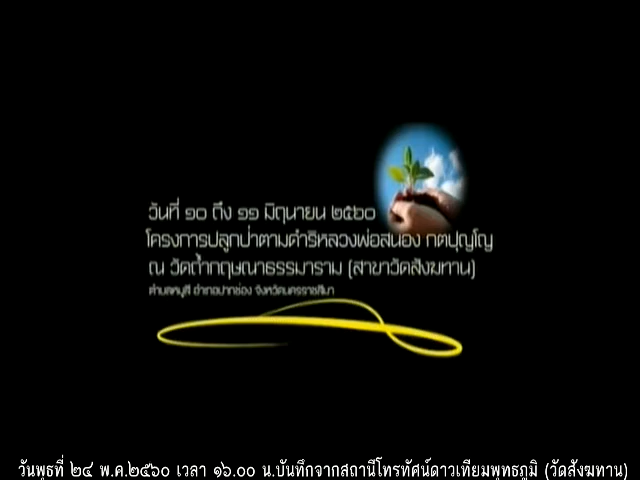 วันที่ ๑๐ ถึง ๑๑ มิถุนายน ๒๕๖๐
โครงการปลูกป่าตามดำริหลวงพ่อสนอง กตปุญโญ
ณ วัดถ้ำกฤษณาธรรมาราม (สาขาวัดสังฆทาน)
ตำบลหมูสี อำเภอปากช่อง จังหวัดนครราชสีมา
วันพุธที่ ๒๔ พ.ค.๒๕๖๐ เวลา ๑๖.๐๐ น.บันทึกจากสถานีโทรทัศน์ดาวเทียมพุทธภูมิ (วัดสังฆทาน)